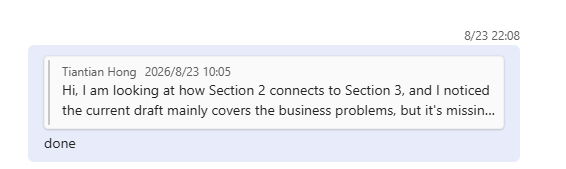 8/23 22:08
Tiantian Hong 2026/8/23 10:05
Hi, I am looking at how Section 2 connects to Section 3, and I noticed
the current draft mainly covers the business problems, but it's missin...
done